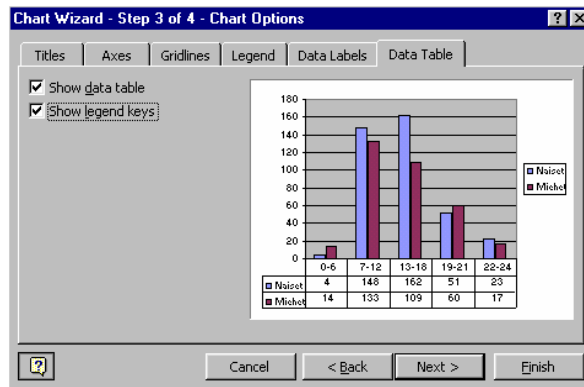 Chart Wizard - Step 3 of 4 - Chart Options
Titles Axes Gridlines Legend Data Labels Data Table
Show data table
Show legend keys
180
160
140
120
100
80
60
40
20
0
0-6 7-12 13-18 19-21 22-24
Naiset 4 148 162 51 23
Miehet 14 133 109 60 17
Naiset
Miehet
Cancel < Back Next > Finish